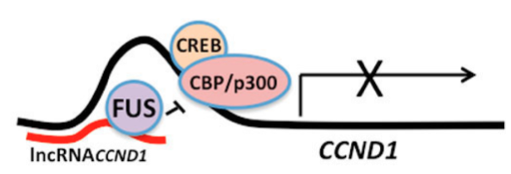 CREB
CBP/p300
FUS
X
lncRNACCND1
CCND1